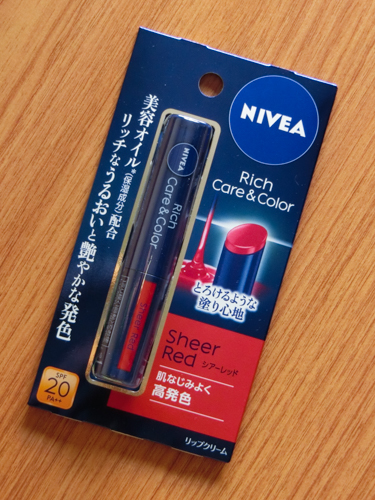 NIVEA
Rich
Care & Color
美容オイル*(保湿成分)配合
リッチなうるおいと艶やかな発色
NIVEA
Rich
Care & Color
とろけるような
塗り心地
Sheer
Red シアーレッド
肌なじみよく
高発色
SPF
20
PA++
リップクリーム